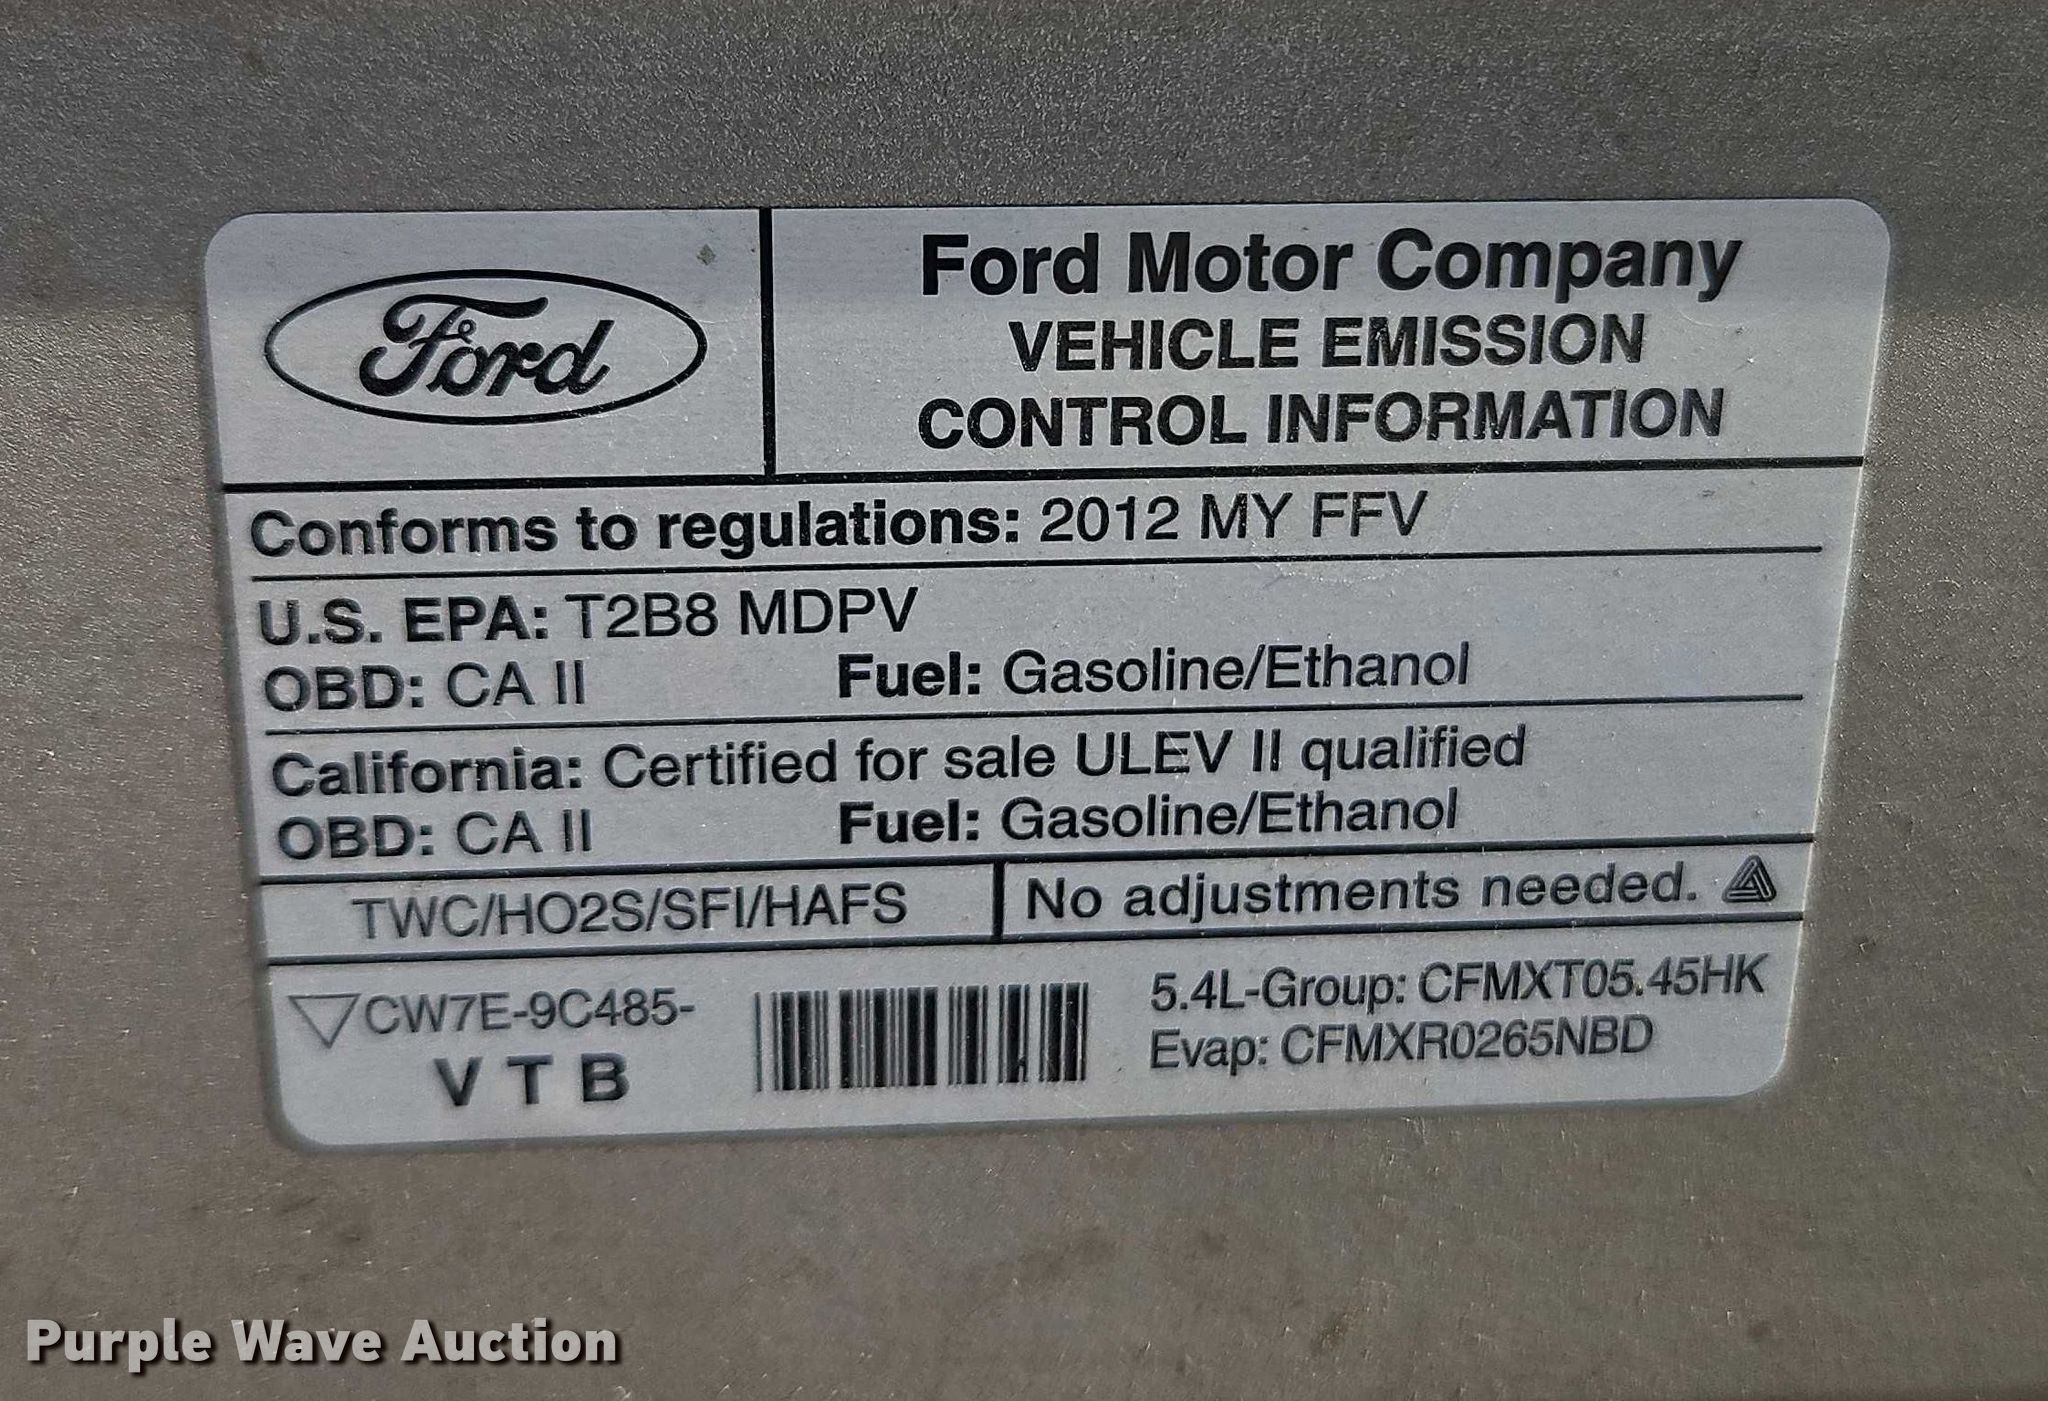 Ford
Ford Motor Company
VEHICLE EMISSION
CONTROL INFORMATION
Conforms to regulations: 2012 MY FFV
U.S. EPA: T2B8 MDPV
OBD: CA II Fuel: Gasoline/Ethanol
California: Certified for sale ULEV II qualified
OBD: CA II Fuel: Gasoline/Ethanol
TWC/HO2S/SFI/HAFS
No adjustments needed.
CW7E-9C485-
V T B
5.4L-Group: CFMXT05.45HK
Evap: CFMXR0265NBD
Purple Wave Auction